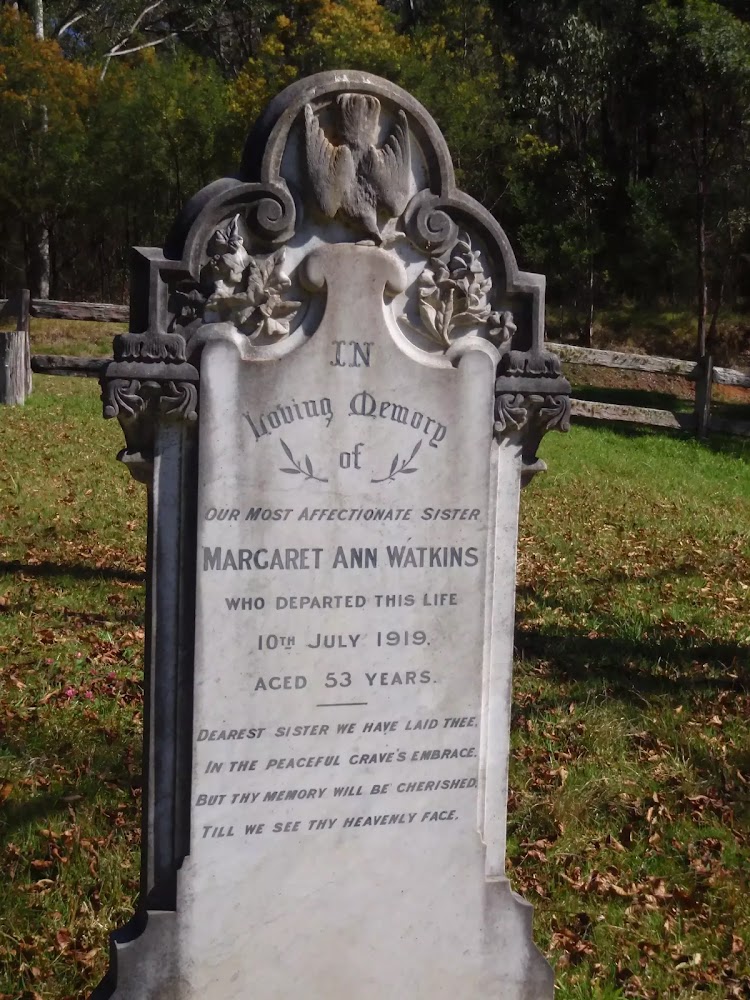 IN
Loving Memory
of
OUR MOST AFFECTIONATE SISTER
MARGARET ANN WATKINS
WHO DEPARTED THIS LIFE
10TH JULY 1919.
AGED 53 YEARS.
DEAREST SISTER WE HAVE LAID THEE,
IN THE PEACEFUL GRAVE'S EMBRACE.
BUT THY MEMORY WILL BE CHERISHED,
TILL WE SEE THY HEAVENLY FACE.